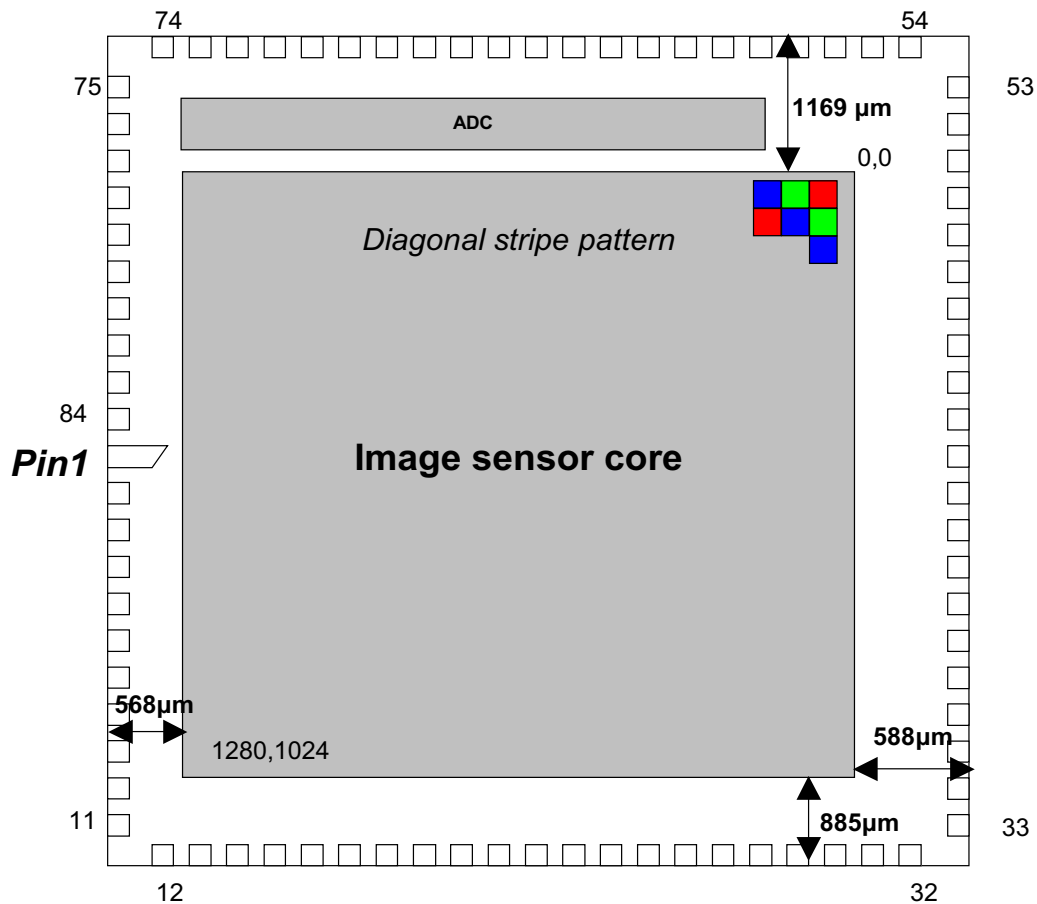 74
54
75
53
ADC
1169 µm
0,0
Diagonal stripe pattern
84
Pin1
Image sensor core
568µm
1280,1024
588µm
11
885µm
33
12
32